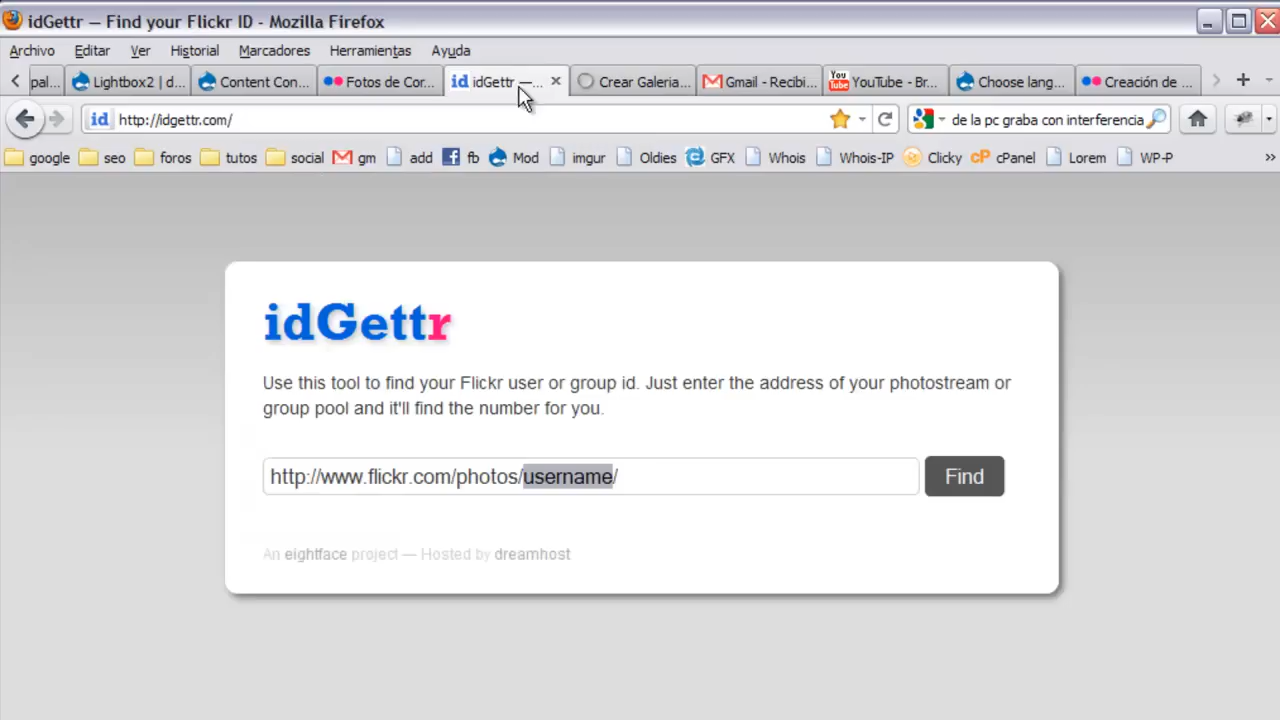 idGettr — Find your Flickr ID - Mozilla Firefox
Archivo Editar Ver Historial Marcadores Herramientas Ayuda
pal... Lightbox2 | d... Content Con... Fotos de Cor... id idGettr —... Crear Galeria... Gmail - Recibi... You Tube YouTube - Br... Choose lang... Creación de ...
id http://idgettr.com/ de la pc graba con interferencia
google seo foros tutos social gm add fb Mod imgur Oldies GFX Whois Whois-IP Clicky cP cPanel Lorem WP-P »
idGettr
Use this tool to find your Flickr user or group id. Just enter the address of your photostream or
group pool and it'll find the number for you.
http://www.flickr.com/photos/username/ Find
An eightface project — Hosted by dreamhost